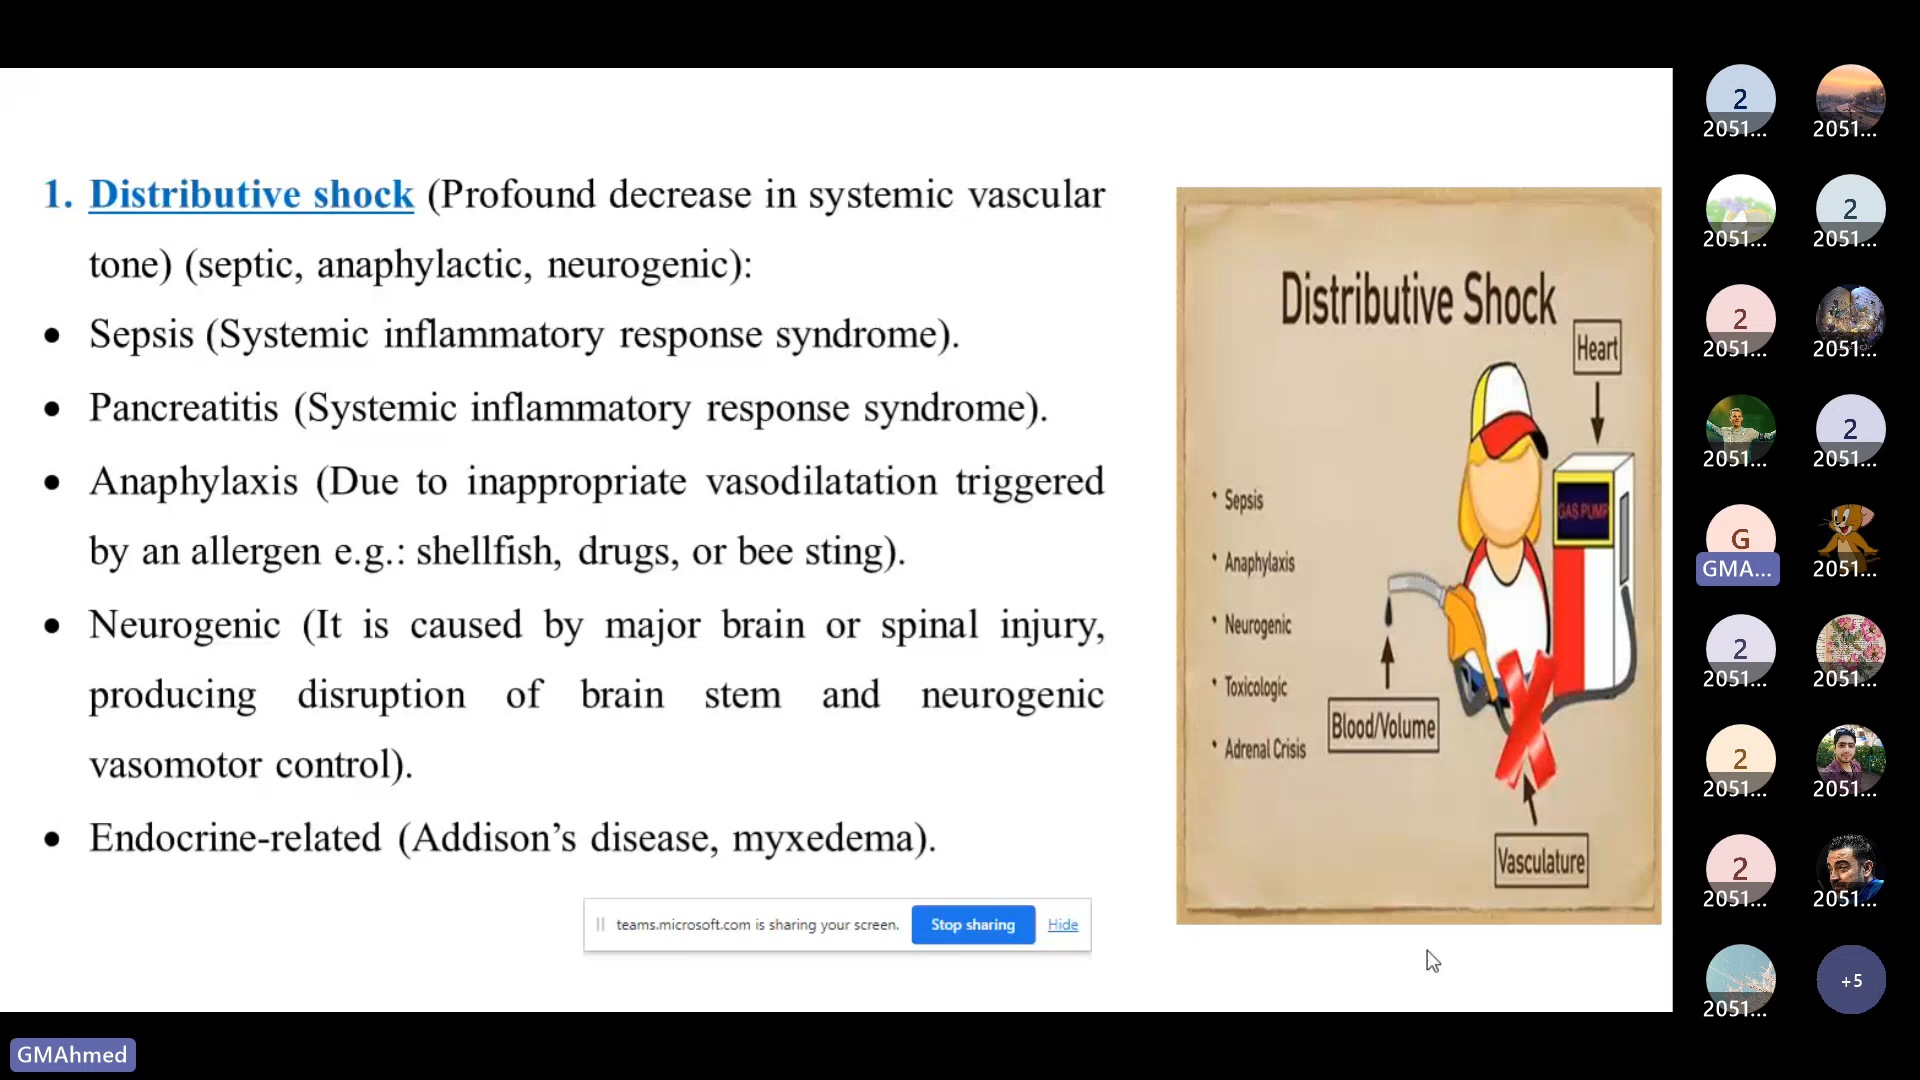 1. Distributive shock (Profound decrease in systemic vascular
tone) (septic, anaphylactic, neurogenic):
• Sepsis (Systemic inflammatory response syndrome).
• Pancreatitis (Systemic inflammatory response syndrome).
• Anaphylaxis (Due to inappropriate vasodilatation triggered
by an allergen e.g.: shellfish, drugs, or bee sting).
• Neurogenic (It is caused by major brain or spinal injury,
producing disruption of brain stem and neurogenic
vasomotor control).
• Endocrine-related (Addison’s disease, myxedema).
teams.microsoft.com is sharing your screen. Stop sharing Hide
Distributive Shock
Heart
GAS PUMP
• Sepsis
• Anaphylaxis
• Neurogenic
• Toxicologic
• Adrenal Crisis
Blood/Volume
Vasculature
2 
2051... 2051...
2
2051... 2051...
2
2051... 2051...
2
2051... 2051...
G
GMA... 2051...
2
2051... 2051...
2
2051... 2051...
2
2051... 2051...
+5
2051...
GMAhmed